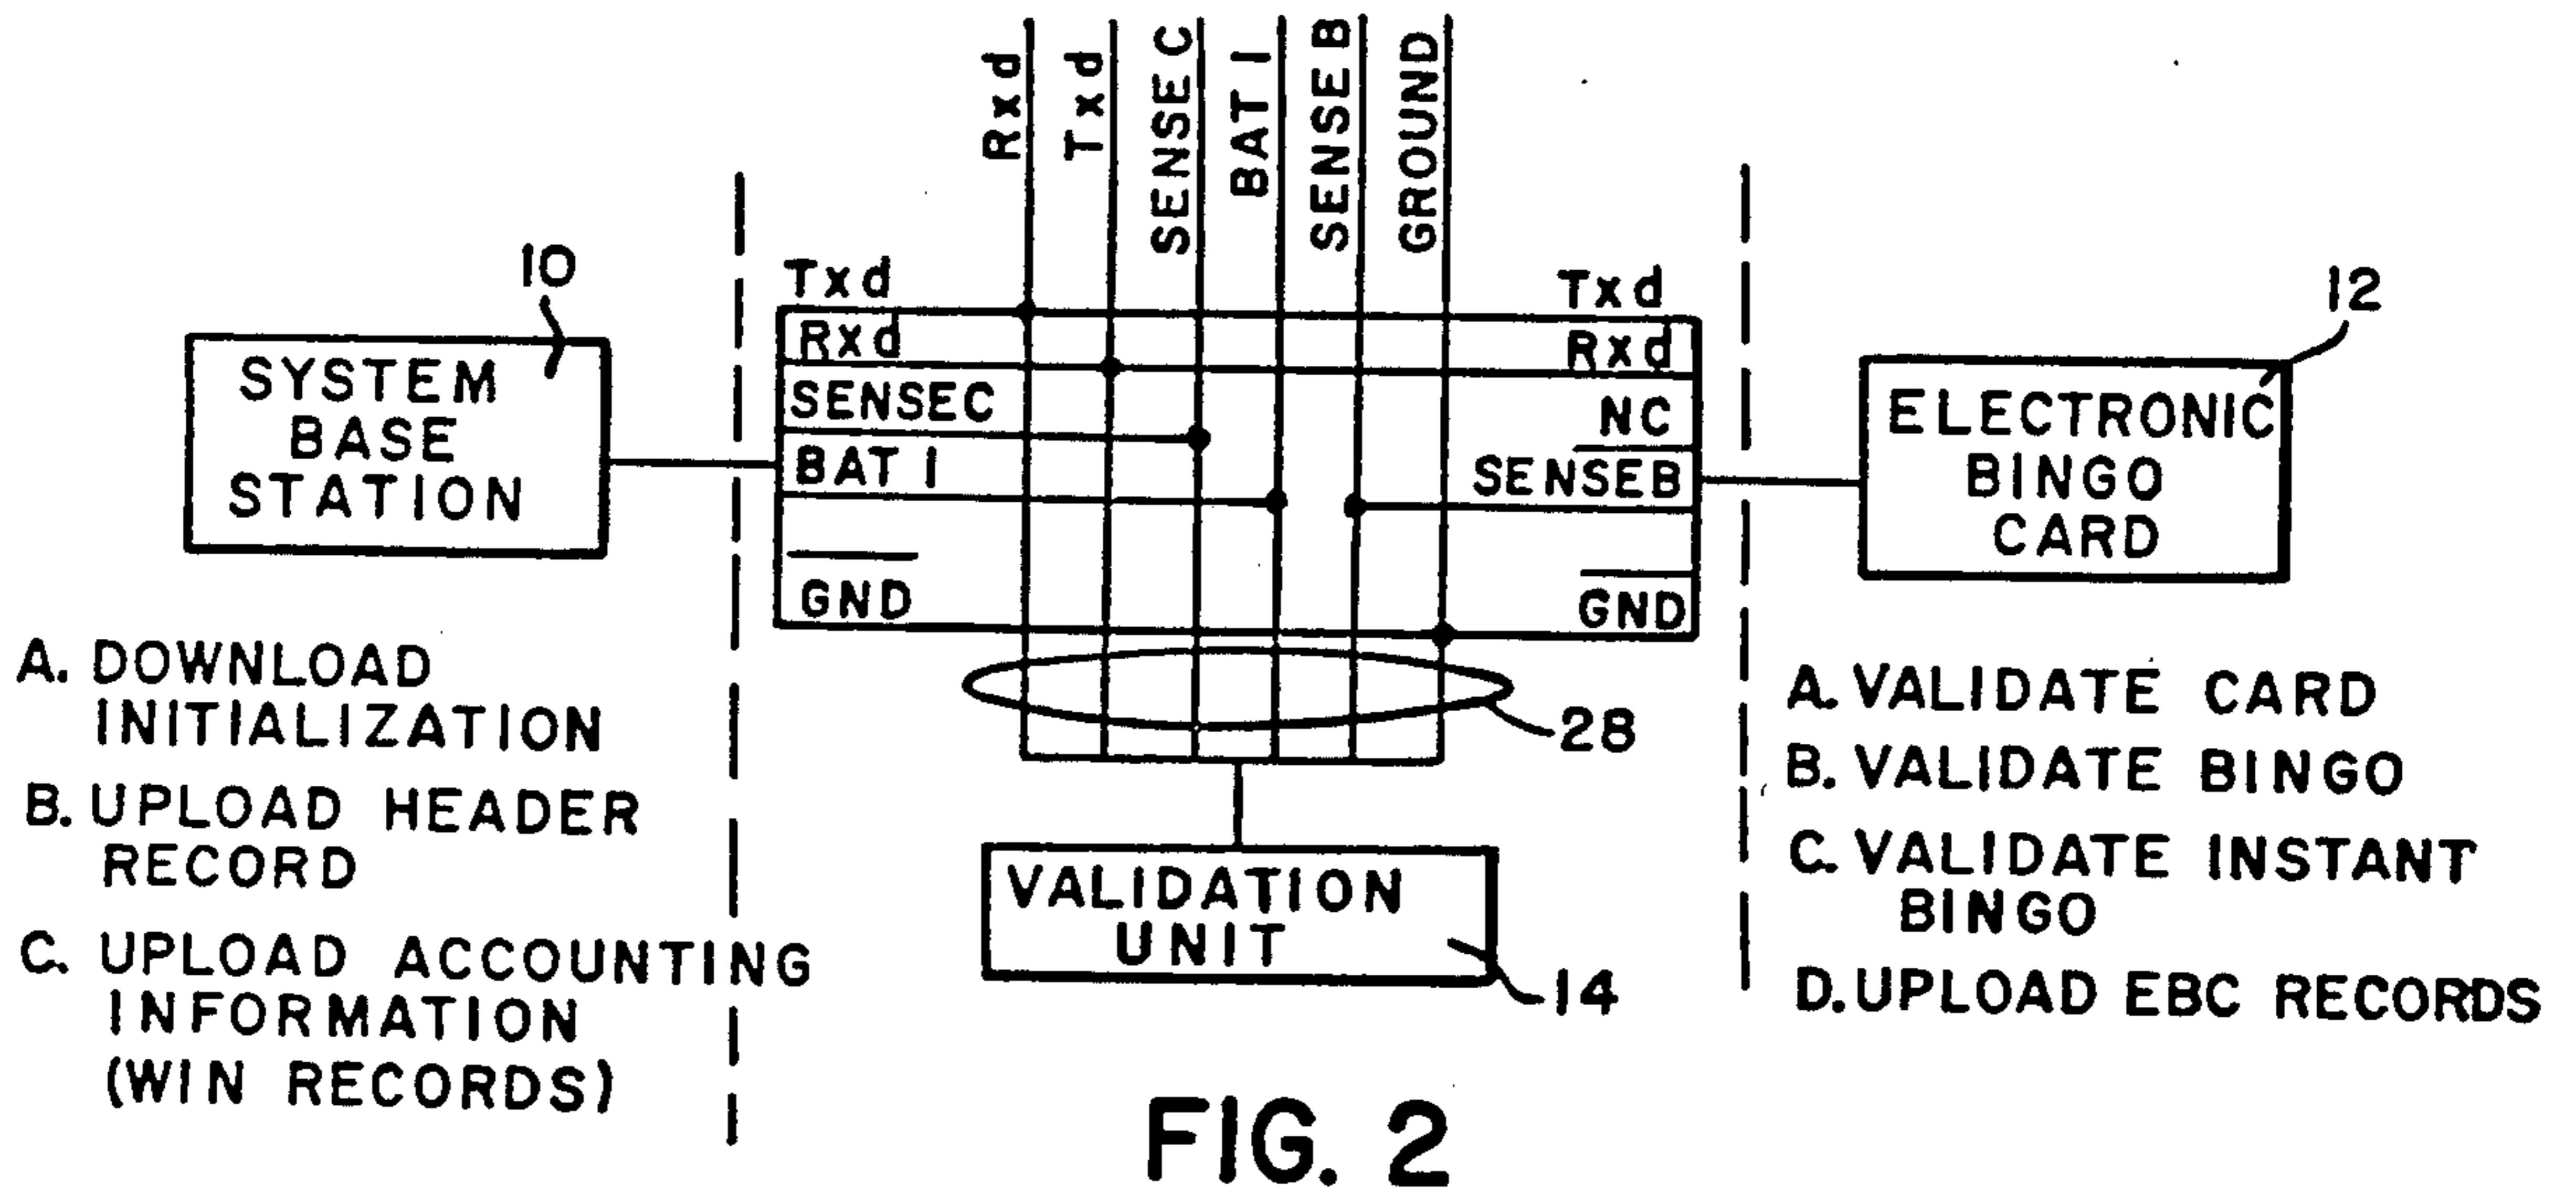 Rxd
Txd
SENSE C
BAT 1
SENSE B
GROUND
10
SYSTEM
BASE
STATION
Txd
Rxd
SENSEC
BAT 1
GND
Txd
Rxd
NC
SENSEB
GND
12
ELECTRONIC
BINGO
CARD
28
VALIDATION
UNIT
14
A. DOWNLOAD
INITIALIZATION
B. UPLOAD HEADER
RECORD
C. UPLOAD ACCOUNTING
INFORMATION
(WIN RECORDS)
A. VALIDATE CARD
B. VALIDATE BINGO
C. VALIDATE INSTANT
BINGO
D. UPLOAD EBC RECORDS
FIG. 2